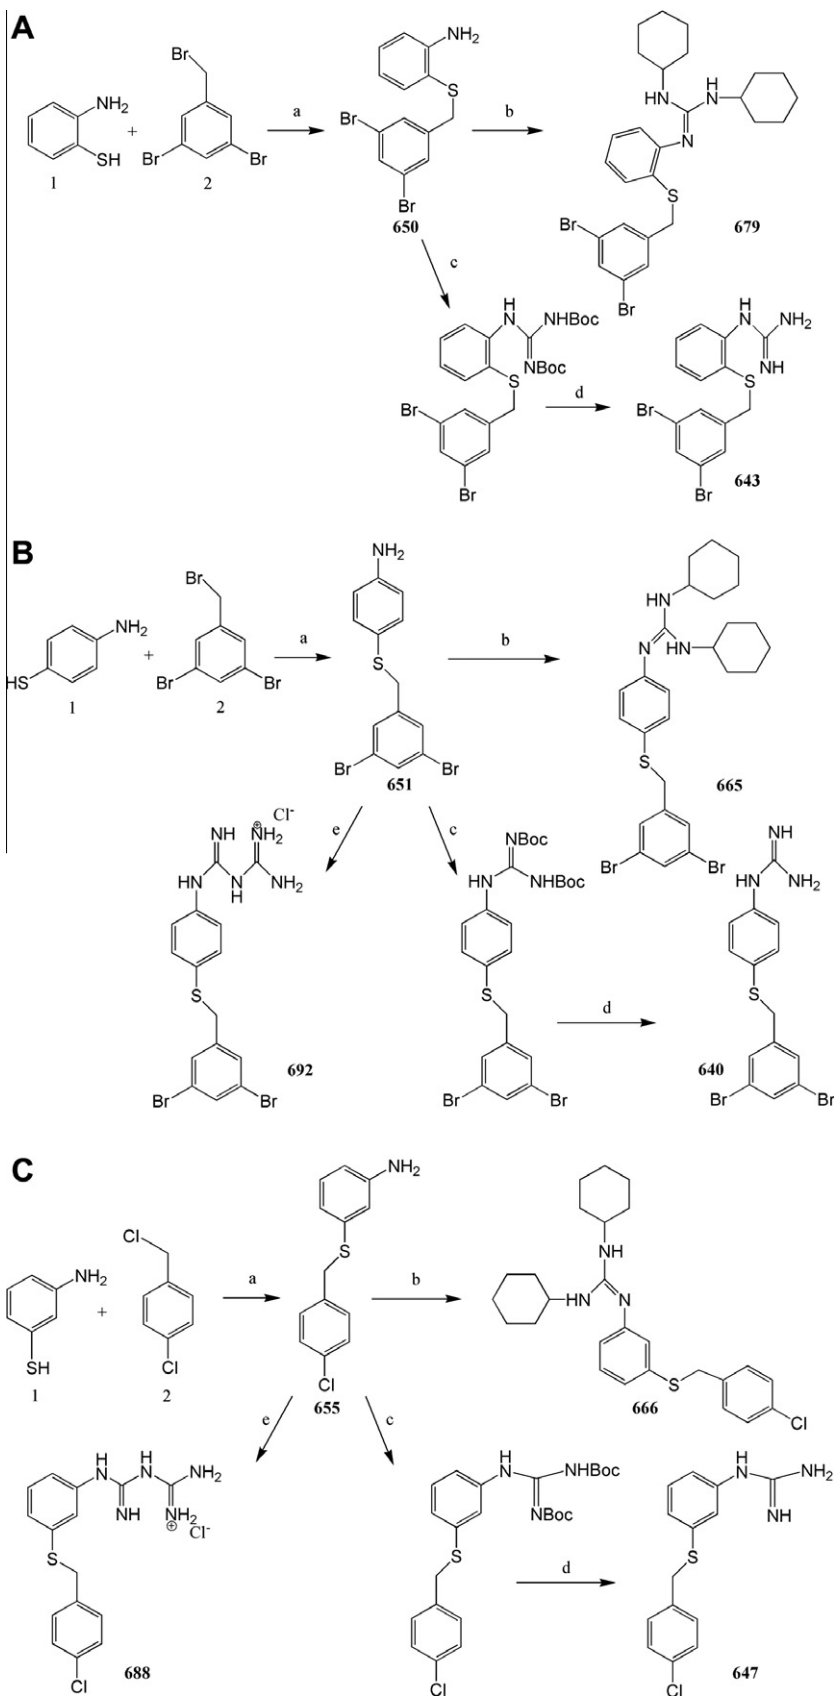 A
Br
NH₂
SH
1
+
Br
Br
2
a
NH₂
S
Br
Br
650
b
HN
H
N
N
S
Br
Br
679
c
H
N
NHBoc
NBoc
S
Br
Br
d
H
N
NH₂
NH
S
Br
Br
643
B
NH₂
HS
1
+
Br
Br
Br
2
a
NH₂
S
Br
Br
651
b
HN
N
HN
S
Br
Br
665
e
c
NH
⊕
NH₂
Cl⁻
HN
N
H
NH₂
S
Br
Br
692
NBoc
HN
NHBoc
S
Br
Br
d
NH
HN
NH₂
S
Br
Br
640
C
NH₂
SH
1
+
Cl
Cl
2
a
NH₂
S
Cl
655
b
NH
HN
N
S
Cl
666
e
c
H
N
H
N
NH₂
NH
NH₂
⊕
Cl⁻
S
Cl
688
H
N
NHBoc
NBoc
S
Cl
d
H
N
NH₂
NH
S
Cl
647